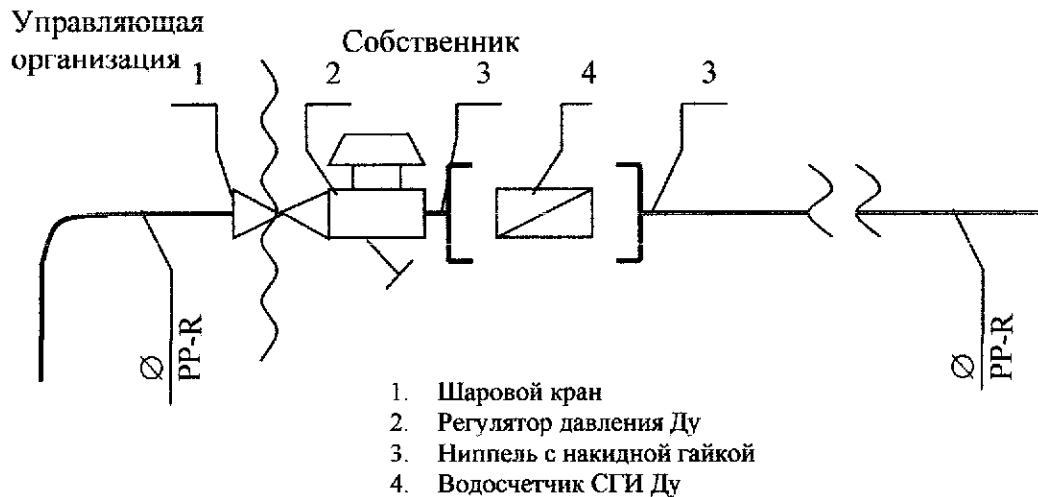 Управляющая
организация
Собственник
1
2
3
4
3
Ø
PP-R
Ø
PP-R
1. Шаровой кран
2. Регулятор давления Ду
3. Ниппель с накидной гайкой
4. Водосчетчик СГИ Ду